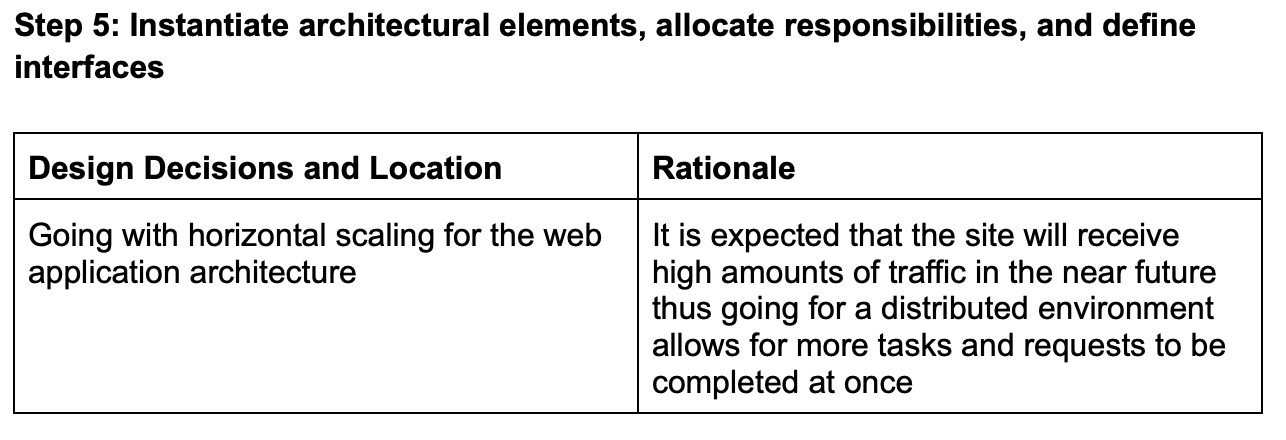 Step 5: Instantiate architectural elements, allocate responsibilities, and define
interfaces
Design Decisions and Location
Rationale
Going with horizontal scaling for the web
application architecture
It is expected that the site will receive
high amounts of traffic in the near future
thus going for a distributed environment
allows for more tasks and requests to be
completed at once